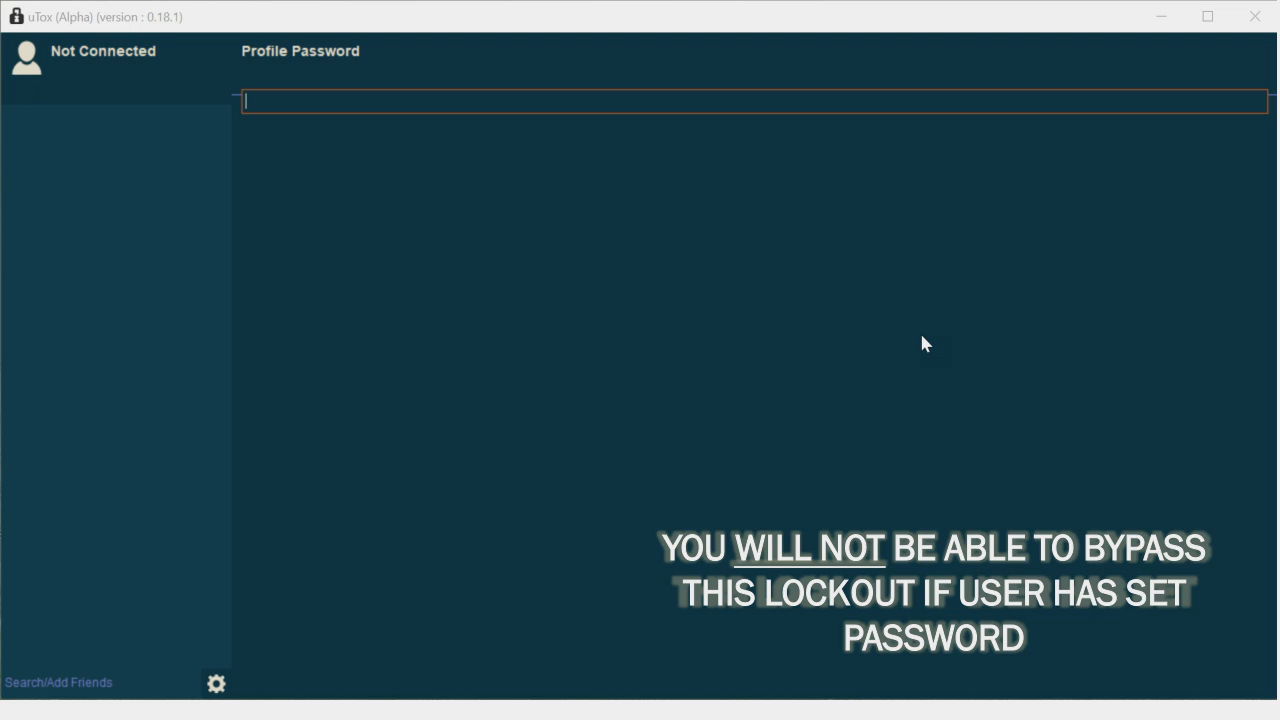 uTox (Alpha) (version : 0.18.1)
Not Connected
Profile Password
YOU WILL NOT BE ABLE TO BYPASS
THIS LOCKOUT IF USER HAS SET
PASSWORD
Search/Add Friends